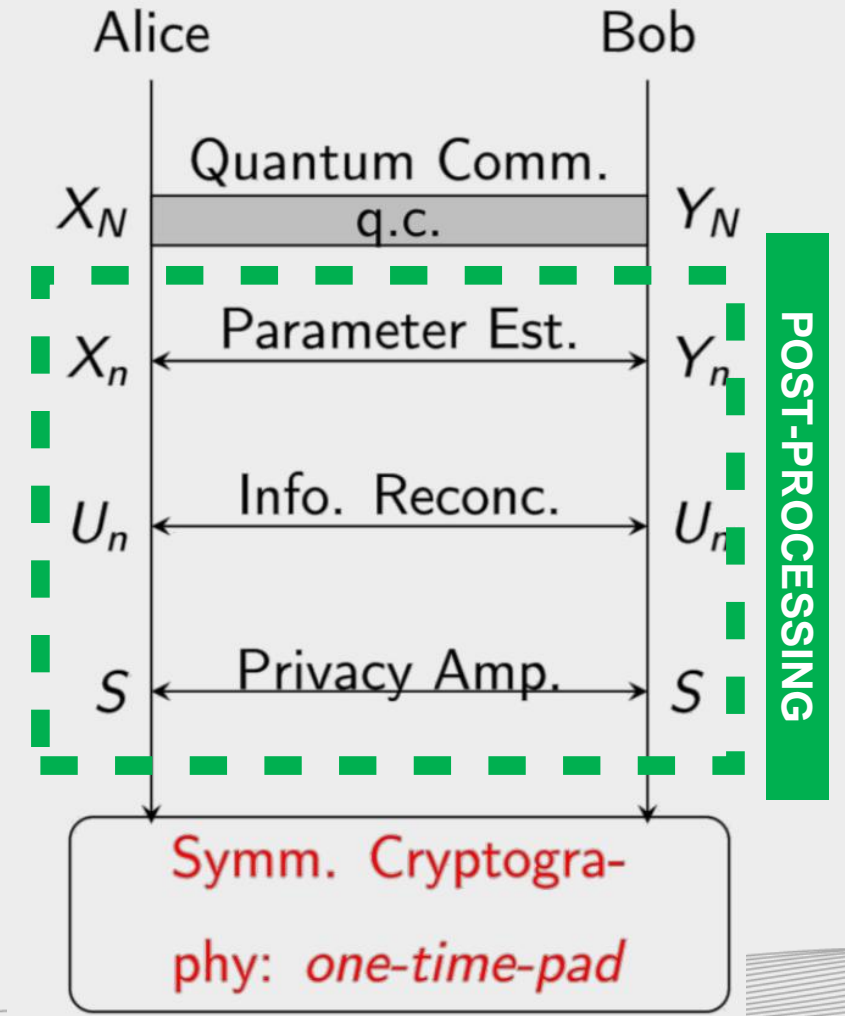 Alice Bob
Quantum Comm.
X_N q.c. Y_N
Parameter Est.
X_n Y_n
Info. Reconc.
U_n U_n
Privacy Amp.
S S
POST-PROCESSING
Symm. Cryptogra-
phy: one-time-pad